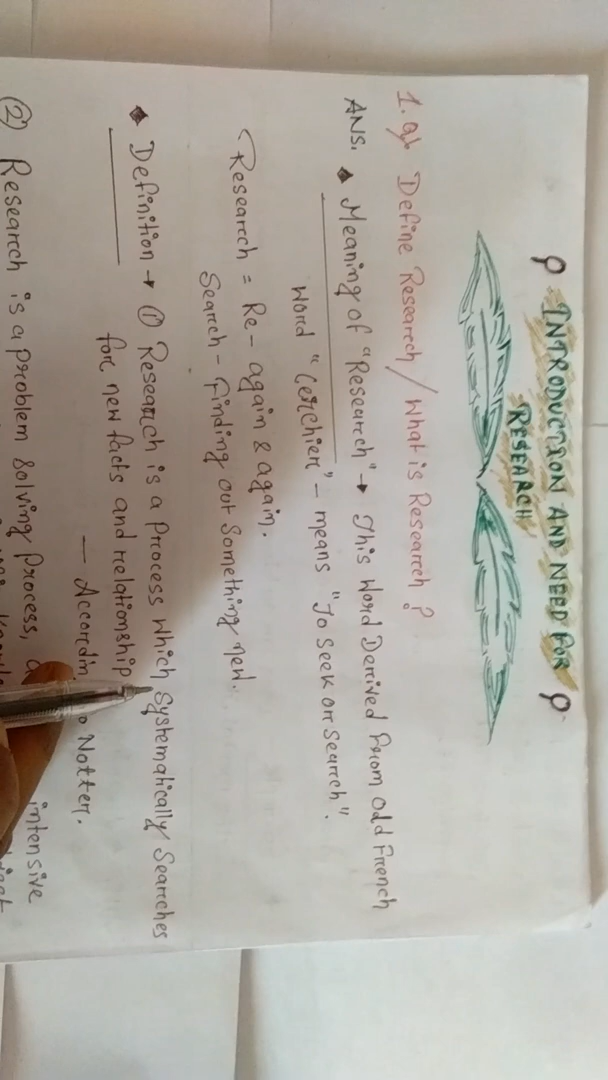 INTRODUCTION AND NEED FOR
RESEARCH
1. a) Define Research / What is Research ?
ANS. Meaning of "Research" → This Word Derived From Odd French
Word "Cerchier" - means "To Seek or Search".
Research = Re - again & again.
Search - Finding out Something new.
Definition → ① Research is a Process which Systematically Searches
for new facts and relationship
— Accordin o Notter.
② Research is a problem Solving process, intensive